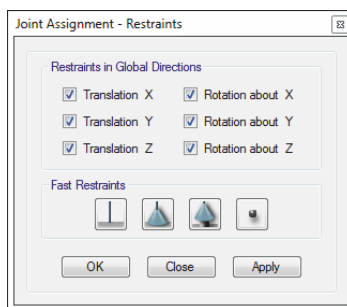 Joint Assignment - Restraints
Restraints in Global Directions
Translation X
Rotation about X
Translation Y
Rotation about Y
Translation Z
Rotation about Z
Fast Restraints
OK
Close
Apply